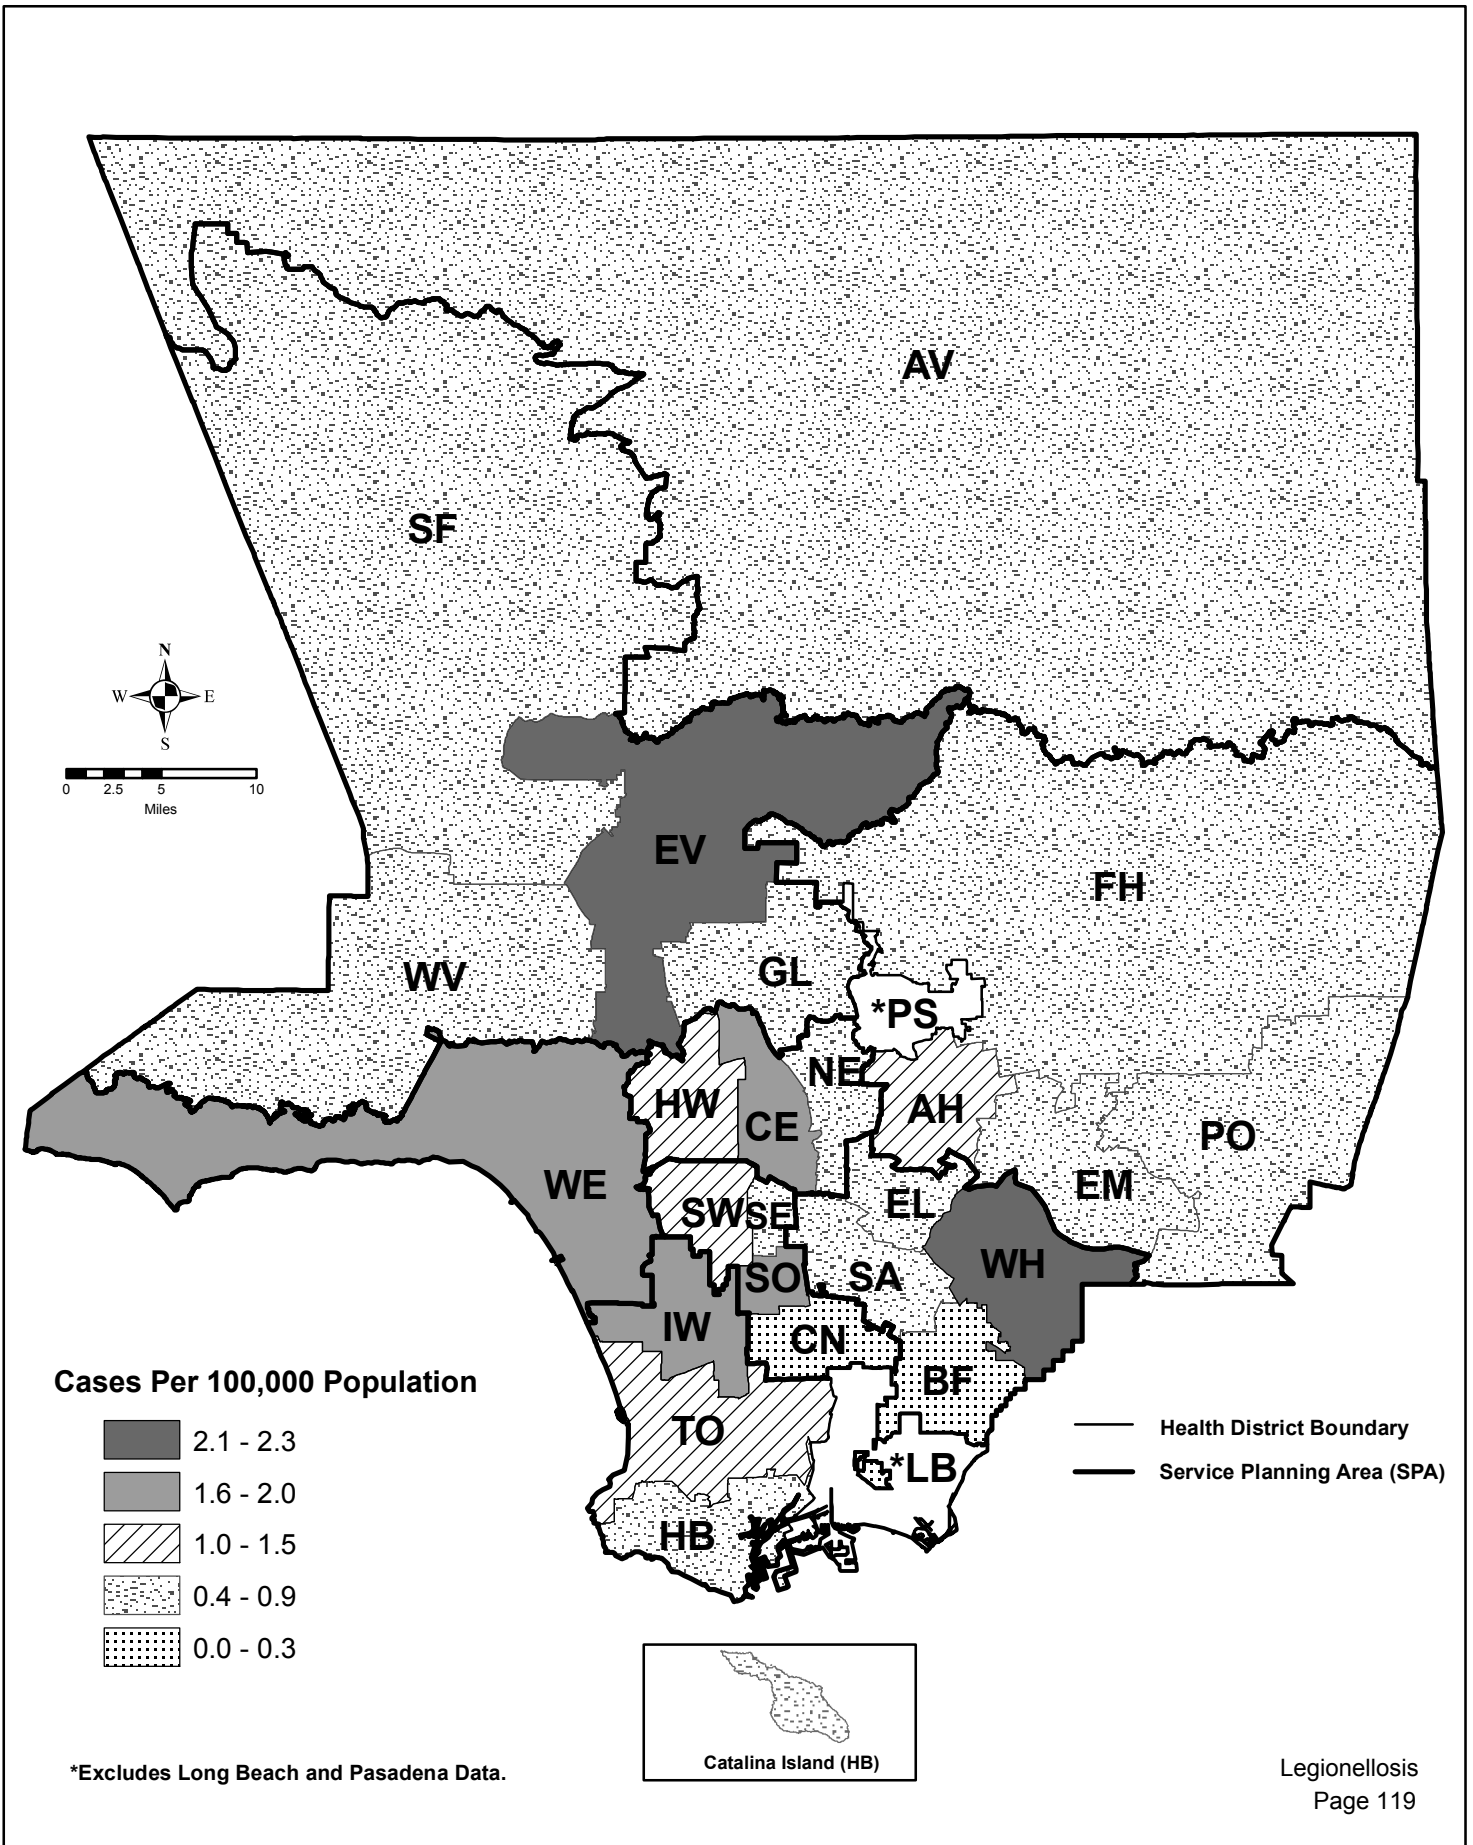 AV
SF
N
W E
S
0 2.5 5 10
Miles
EV
FH
WV
GL
*PS
NE
HW
AH
CE
PO
WE
EM
EL
SW
SE
WH
SO
SA
IW
CN
BF
TO
*LB
HB
Cases Per 100,000 Population
2.1 - 2.3
1.6 - 2.0
1.0 - 1.5
0.4 - 0.9
0.0 - 0.3
Health District Boundary
Service Planning Area (SPA)
Catalina Island (HB)
*Excludes Long Beach and Pasadena Data.
Legionellosis
Page 119